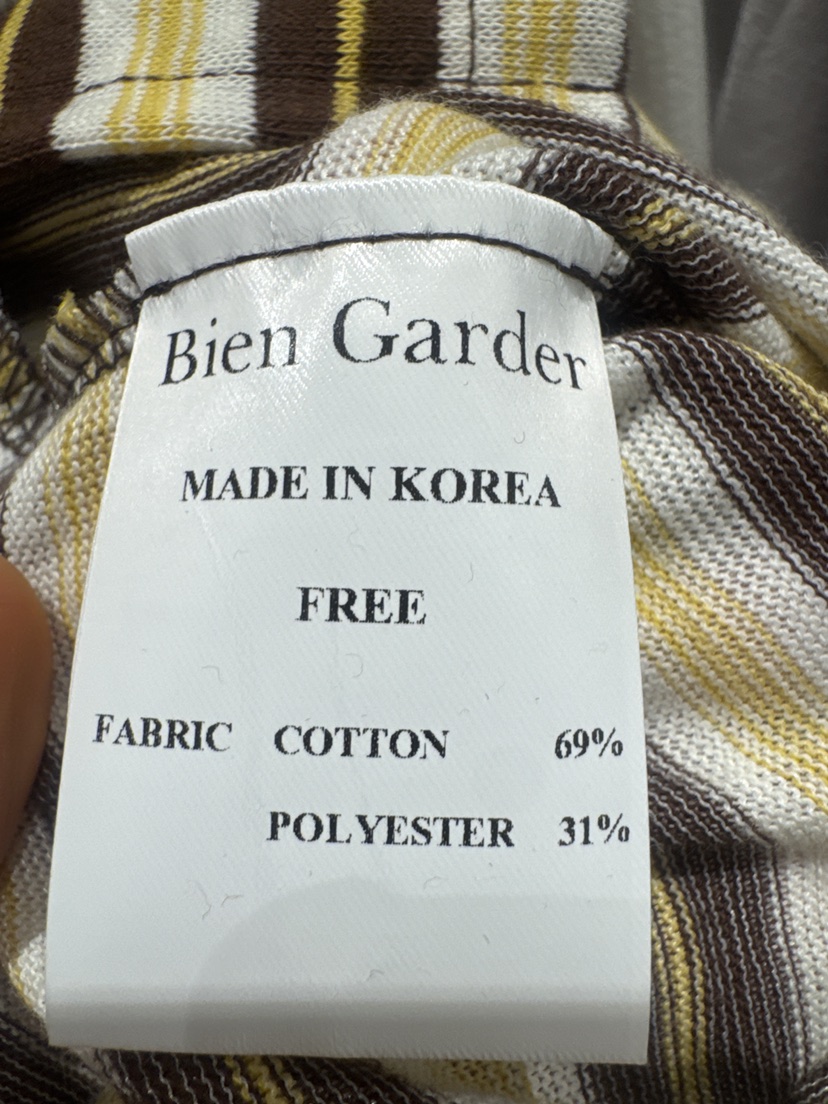 Bien Garder
MADE IN KOREA
FREE
FABRIC COTTON 69%
POLYESTER 31%